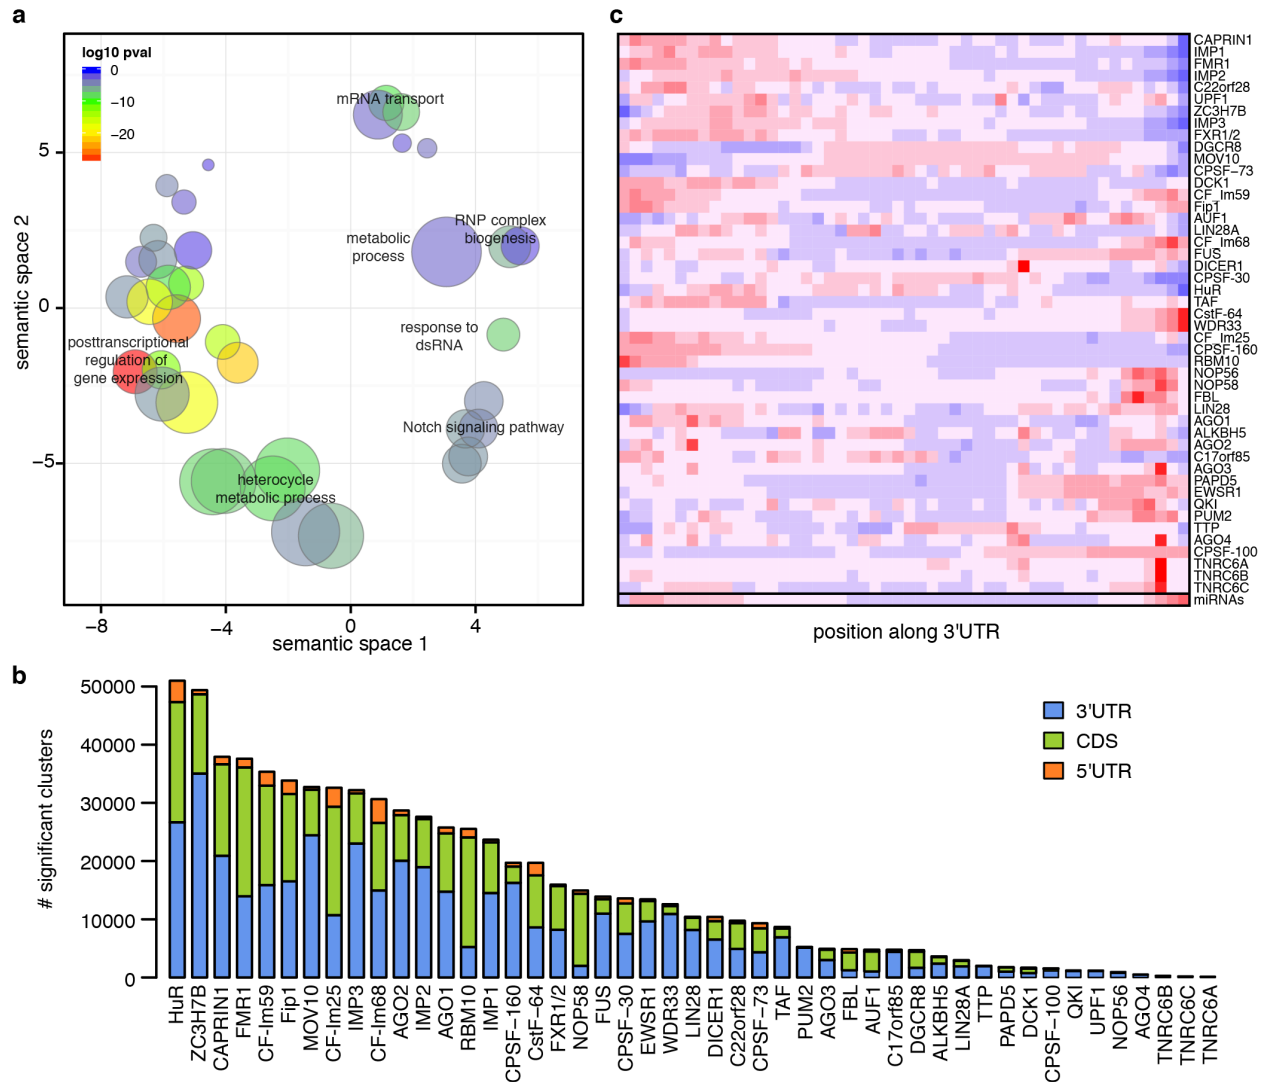 a
log10 pval
0
−10
−20
mRNA transport
RNP complex
biogenesis
metabolic
process
response to
dsRNA
posttranscriptional
regulation of
gene expression
Notch signaling pathway
heterocycle
metabolic process
5
0
−5
semantic space 2
−8
−4
0
4
semantic space 1
c
CAPRIN1
IMP1
FMR1
IMP2
C22orf28
UPF1
ZC3H7B
IMP3
FXR1/2
DGCR8
MOV10
CPSF−73
DCK1
CF_Im59
Fip1
AUF1
LIN28A
CF_Im68
FUS
DICER1
CPSF-30
HuR
TAF
CstF-64
WDR33
CF_Im25
CPSF-160
RBM10
NOP56
NOP58
FBL
LIN28
AGO1
ALKBH5
AGO2
C17orf85
AGO3
PAPD5
EWSR1
QKI
PUM2
TTP
AGO4
CPSF-100
TNRC6A
TNRC6B
TNRC6C
miRNAs
position along 3'UTR
b
# significant clusters
50000
40000
30000
20000
10000
0
3'UTR
CDS
5'UTR
HuR
ZC3H7B
CAPRIN1
FMR1
CF−Im59
Fip1
MOV10
CF−Im25
IMP3
CF−Im68
AGO2
IMP2
AGO1
RBM10
IMP1
CPSF−160
CstF−64
FXR1/2
NOP58
FUS
CPSF−30
EWSR1
WDR33
LIN28
DICER1
C22orf28
CPSF−73
TAF
PUM2
AGO3
FBL
AUF1
C17orf85
DGCR8
ALKBH5
LIN28A
TTP
PAPD5
DCK1
CPSF−100
QKI
UPF1
NOP56
AGO4
TNRC6B
TNRC6C
TNRC6A